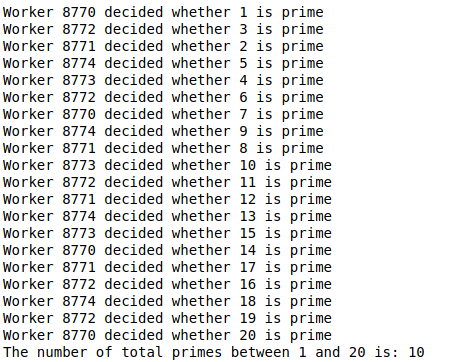 Worker 8770 decided whether 1 is prime
Worker 8772 decided whether 3 is prime
Worker 8771 decided whether 2 is prime
Worker 8774 decided whether 5 is prime
Worker 8773 decided whether 4 is prime
Worker 8772 decided whether 6 is prime
Worker 8770 decided whether 7 is prime
Worker 8774 decided whether 9 is prime
Worker 8771 decided whether 8 is prime
Worker 8773 decided whether 10 is prime
Worker 8772 decided whether 11 is prime
Worker 8771 decided whether 12 is prime
Worker 8774 decided whether 13 is prime
Worker 8773 decided whether 15 is prime
Worker 8770 decided whether 14 is prime
Worker 8771 decided whether 17 is prime
Worker 8772 decided whether 16 is prime
Worker 8774 decided whether 18 is prime
Worker 8772 decided whether 19 is prime
Worker 8770 decided whether 20 is prime
The number of total primes between 1 and 20 is: 10